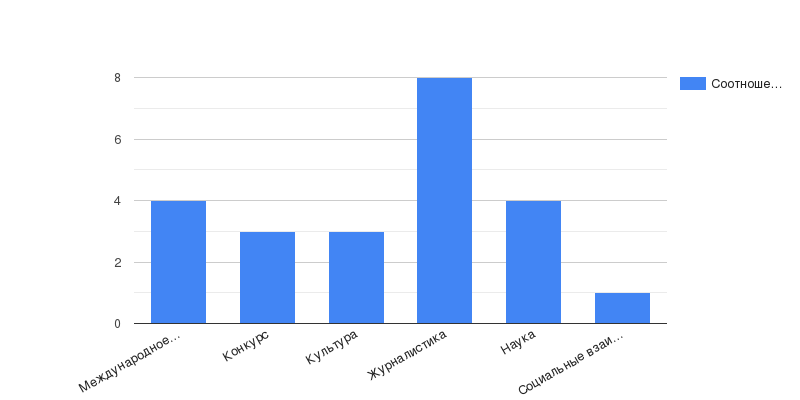 8
6
4
2
0
Соотноше…
Международное…
Конкурс
Культура
Журналистика
Наука
Социальные взаи…